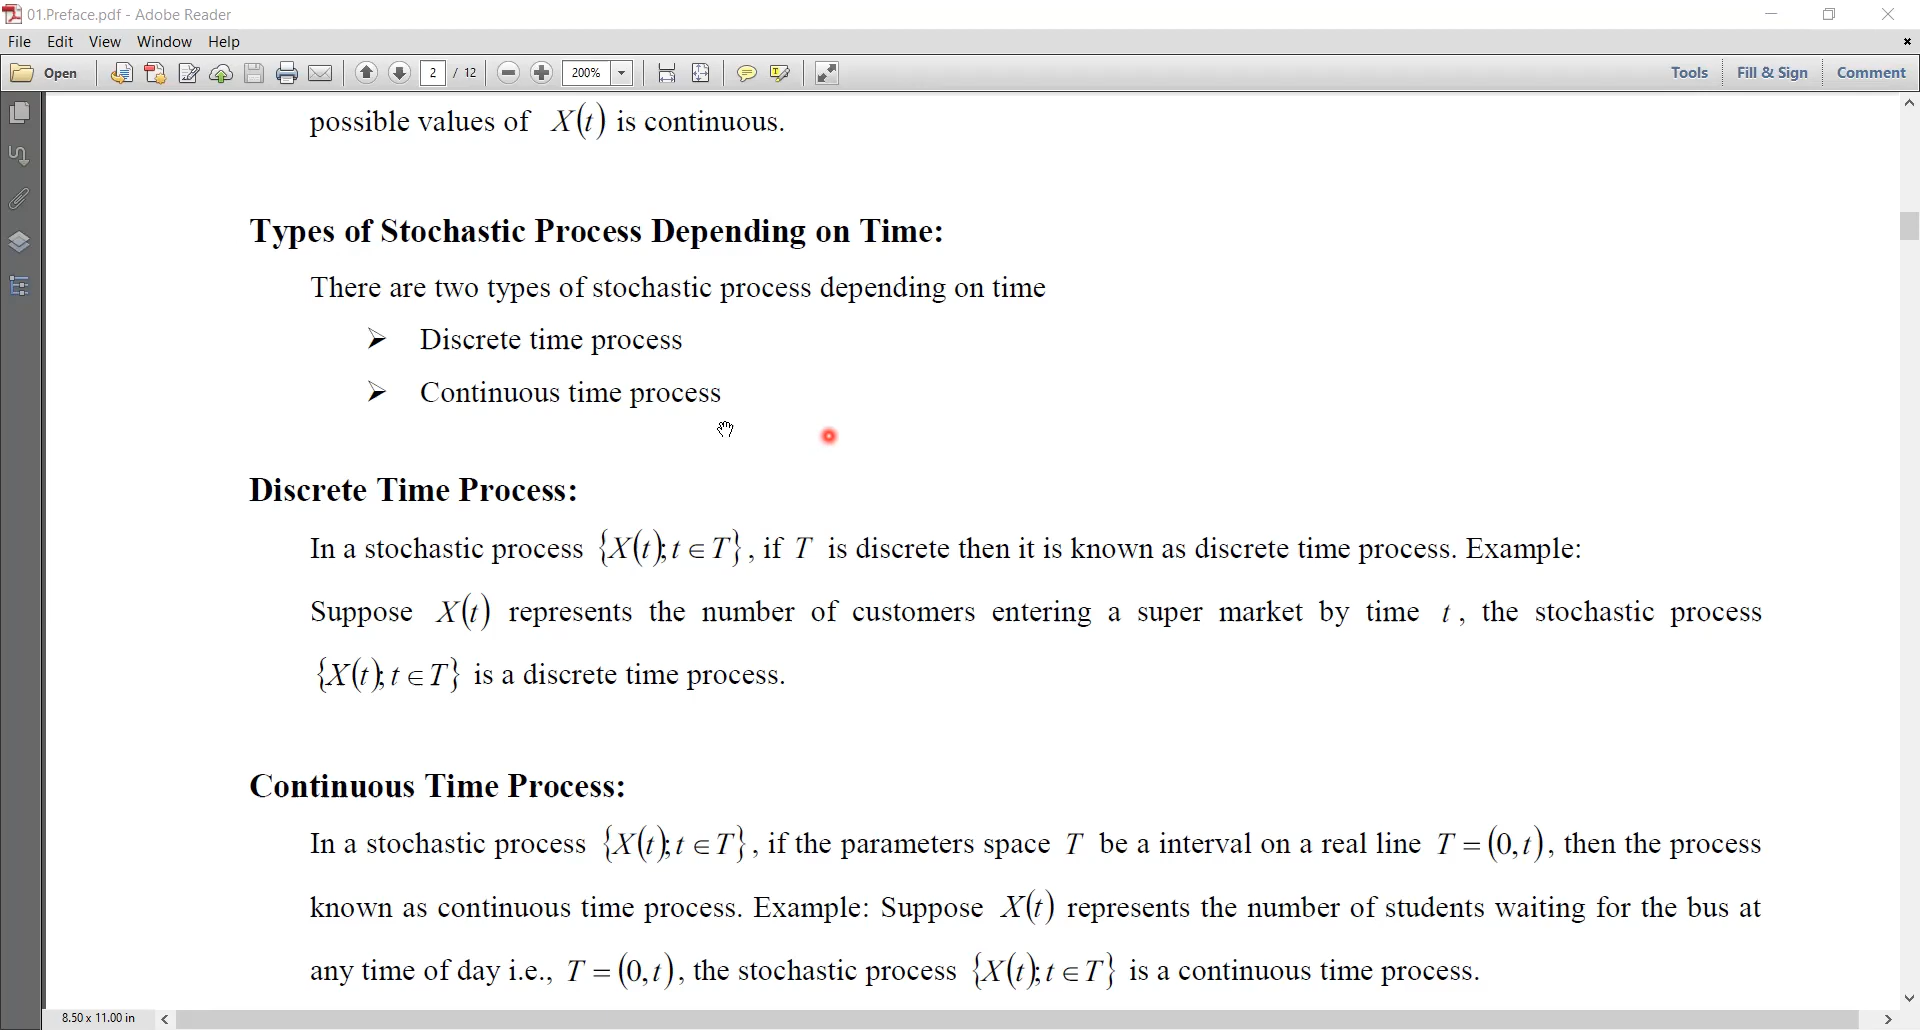 01.Preface.pdf - Adobe Reader
File Edit View Window Help
Open 2 / 12 200% Tools Fill & Sign Comment
possible values of X(t) is continuous.
Types of Stochastic Process Depending on Time:
There are two types of stochastic process depending on time
➢ Discrete time process
➢ Continuous time process
Discrete Time Process:
In a stochastic process {X(t); t ∈ T}, if T is discrete then it is known as discrete time process. Example:
Suppose X(t) represents the number of customers entering a super market by time t, the stochastic process
{X(t); t ∈ T} is a discrete time process.
Continuous Time Process:
In a stochastic process {X(t); t ∈ T}, if the parameters space T be a interval on a real line T = (0, t), then the process
known as continuous time process. Example: Suppose X(t) represents the number of students waiting for the bus at
any time of day i.e., T = (0, t), the stochastic process {X(t); t ∈ T} is a continuous time process.
8.50 x 11.00 in